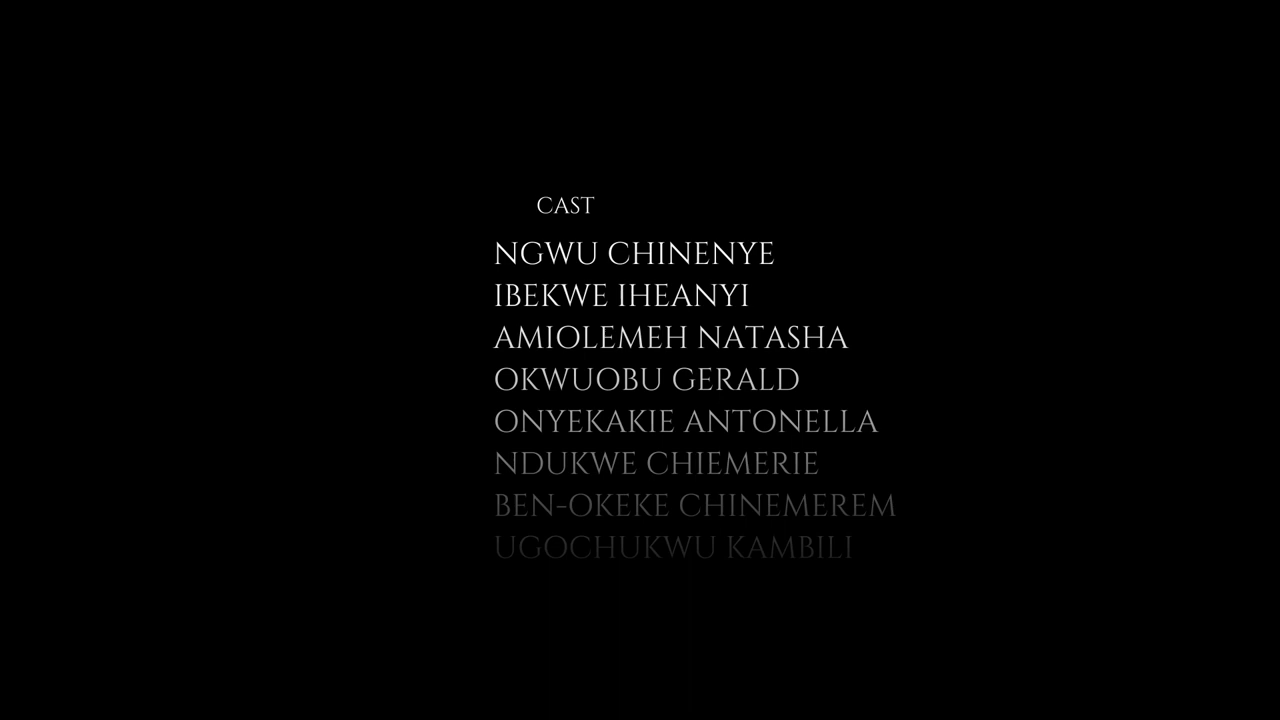 CAST
NGWU CHINENYE
IBEKWE IHEANYI
AMIOLEMEH NATASHA
OKWUOBU GERALD
ONYEKAKIE ANTONELLA
NDUKWE CHIEMERIE
BEN-OKEKE CHINEMEREM
UGOCHUKWU KAMBILI